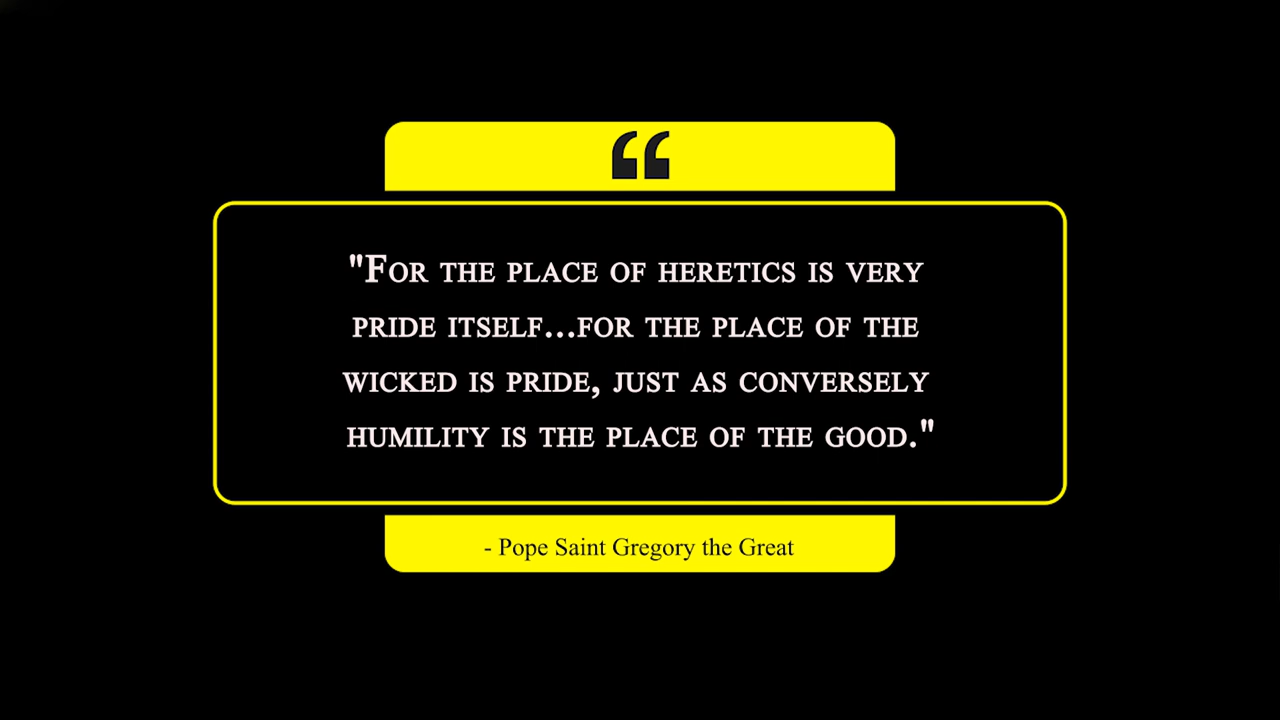 “
"For the place of heretics is very
pride itself...for the place of the
wicked is pride, just as conversely
humility is the place of the good."
- Pope Saint Gregory the Great